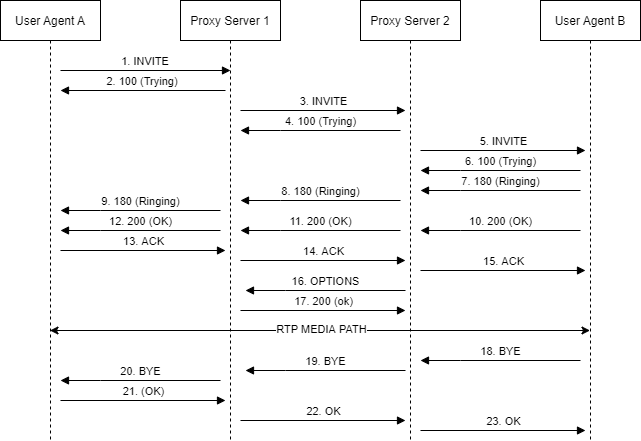 User Agent A
Proxy Server 1
Proxy Server 2
User Agent B
1. INVITE
2. 100 (Trying)
3. INVITE
4. 100 (Trying)
5. INVITE
6. 100 (Trying)
7. 180 (Ringing)
8. 180 (Ringing)
9. 180 (Ringing)
10. 200 (OK)
11. 200 (OK)
12. 200 (OK)
13. ACK
14. ACK
15. ACK
16. OPTIONS
17. 200 (ok)
RTP MEDIA PATH
18. BYE
19. BYE
20. BYE
21. (OK)
22. OK
23. OK